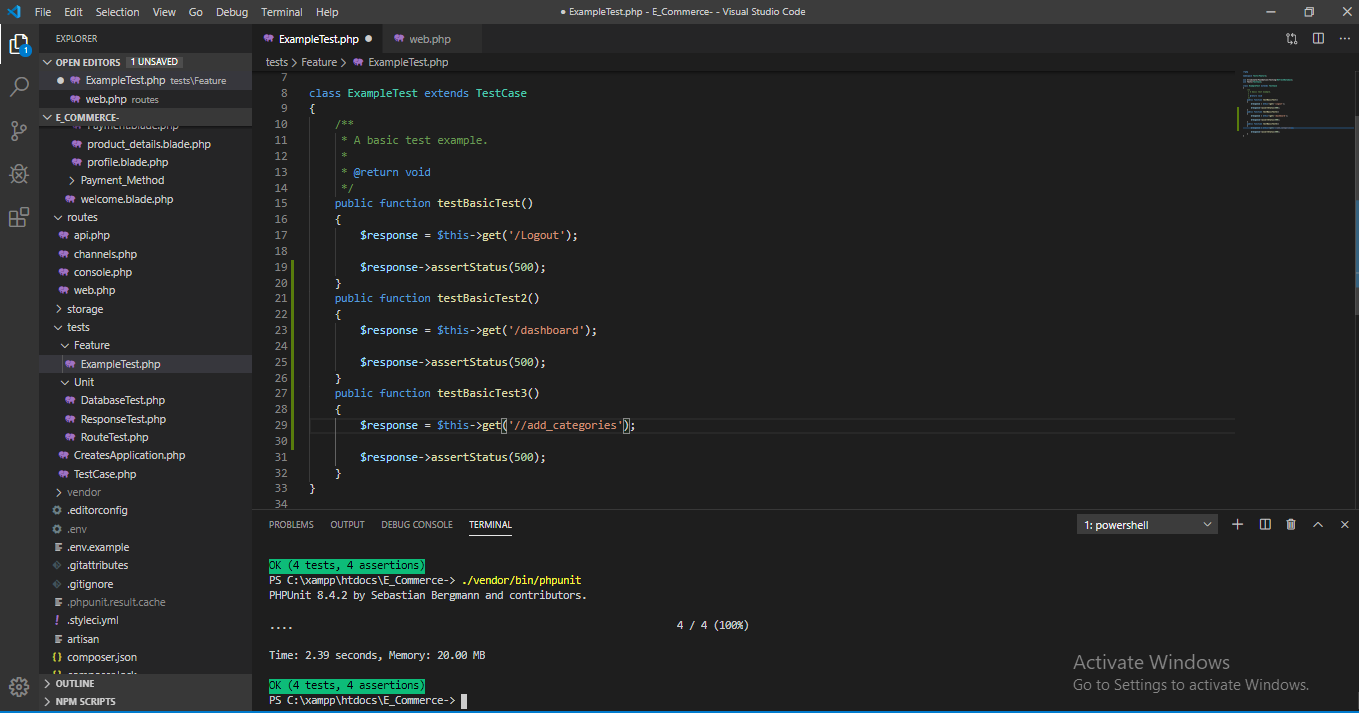 File Edit Selection View Go Debug Terminal Help
● ExampleTest.php - E_Commerce- - Visual Studio Code
EXPLORER
1
OPEN EDITORS 1 UNSAVED
ExampleTest.php tests\Feature
web.php routes
E_COMMERCE-
Payment.blade.php
product_details.blade.php
profile.blade.php
Payment_Method
welcome.blade.php
routes
api.php
channels.php
console.php
web.php
storage
tests
Feature
ExampleTest.php
Unit
DatabaseTest.php
ResponseTest.php
RouteTest.php
CreatesApplication.php
TestCase.php
vendor
.editorconfig
.env
.env.example
.gitattributes
.gitignore
.phpunit.result.cache
.styleci.yml
artisan
composer.json
composer.lock
OUTLINE
NPM SCRIPTS
ExampleTest.php ● web.php
tests > Feature > ExampleTest.php
7
8 class ExampleTest extends TestCase
9 {
10 /**
11 * A basic test example.
12 *
13 * @return void
14 */
15 public function testBasicTest()
16 {
17 $response = $this->get('/Logout');
18
19 $response->assertStatus(500);
20 }
21 public function testBasicTest2()
22 {
23 $response = $this->get('/dashboard');
24
25 $response->assertStatus(500);
26 }
27 public function testBasicTest3()
28 {
29 $response = $this->get('//add_categories');
30
31 $response->assertStatus(500);
32 }
33 }
34
PROBLEMS OUTPUT DEBUG CONSOLE TERMINAL
1: powershell
OK (4 tests, 4 assertions)
PS C:\xampp\htdocs\E_Commerce-> ./vendor/bin/phpunit
PHPUnit 8.4.2 by Sebastian Bergmann and contributors.
.... 4 / 4 (100%)
Time: 2.39 seconds, Memory: 20.00 MB
OK (4 tests, 4 assertions)
PS C:\xampp\htdocs\E_Commerce->
Activate Windows
Go to Settings to activate Windows.